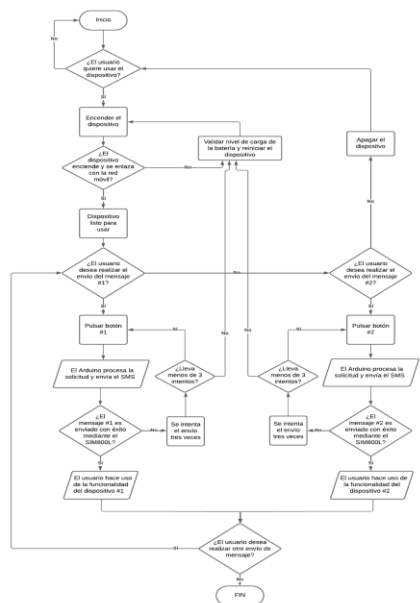 Inicio
No
¿El usuario
quiere usar el
dispositivo?
Si
Encender el
dispositivo
Validar nivel de carga de
la batería y reiniciar el
dispositivo
Apagar el
dispositivo
¿El
dispositivo
enciende y se enlaza
con la red
móvil?
No
Si
Dispositivo
listo para
usar
No
No
No
¿El usuario
desea realizar el
envío del mensaje
#1?
No
¿El usuario
desea realizar el
envío del mensaje
#2?
Si
Si
Si
Si
Pulsar botón
#1
Pulsar botón
#2
El Arduino procesa la
solicitud y envía el SMS
¿Lleva
menos de 3
intentos?
¿Lleva
menos de 3
intentos?
El Arduino procesa la
solicitud y envía el SMS
¿El
mensaje #1 es
enviado con éxito
mediante el
SIM800L?
No
Se intenta
el envío
tres veces
Se intenta
el envío
tres veces
No
¿El
mensaje #2 es
enviado con éxito
mediante el
SIM800L?
Si
Si
El usuario hace uso
de la funcionalidad
del dispositivo #1
El usuario hace uso
de la funcionalidad
del dispositivo #2
Si
¿El usuario desea
realizar otro envío de
mensaje?
No
FIN